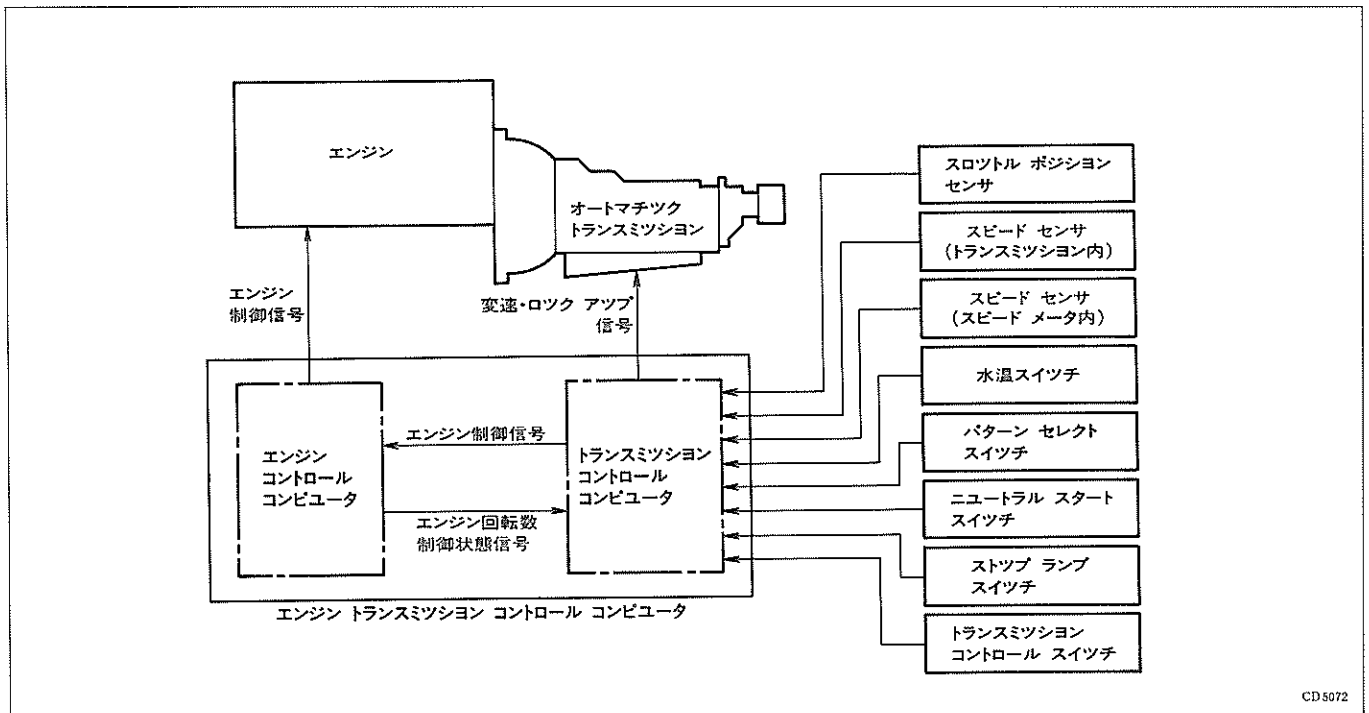 エンジン
オートマチツク
トランスミツシヨン
エンジン
制御信号
変速・ロツク アツプ
信号
エンジン
コントロール
コンピユータ
エンジン制御信号
エンジン回転数
制御状態信号
トランスミツシヨン
コントロール
コンピユータ
エンジン トランスミツシヨン コントロール コンピユータ
スロツトル ポジシヨン
センサ
スピード センサ
(トランスミツシヨン内)
スピード センサ
(スピード メータ内)
水温スイツチ
パターン セレクト
スイツチ
ニユートラル スタート
スイツチ
ストツプ ランプ
スイツチ
トランスミツシヨン
コントロール スイツチ
CD5072